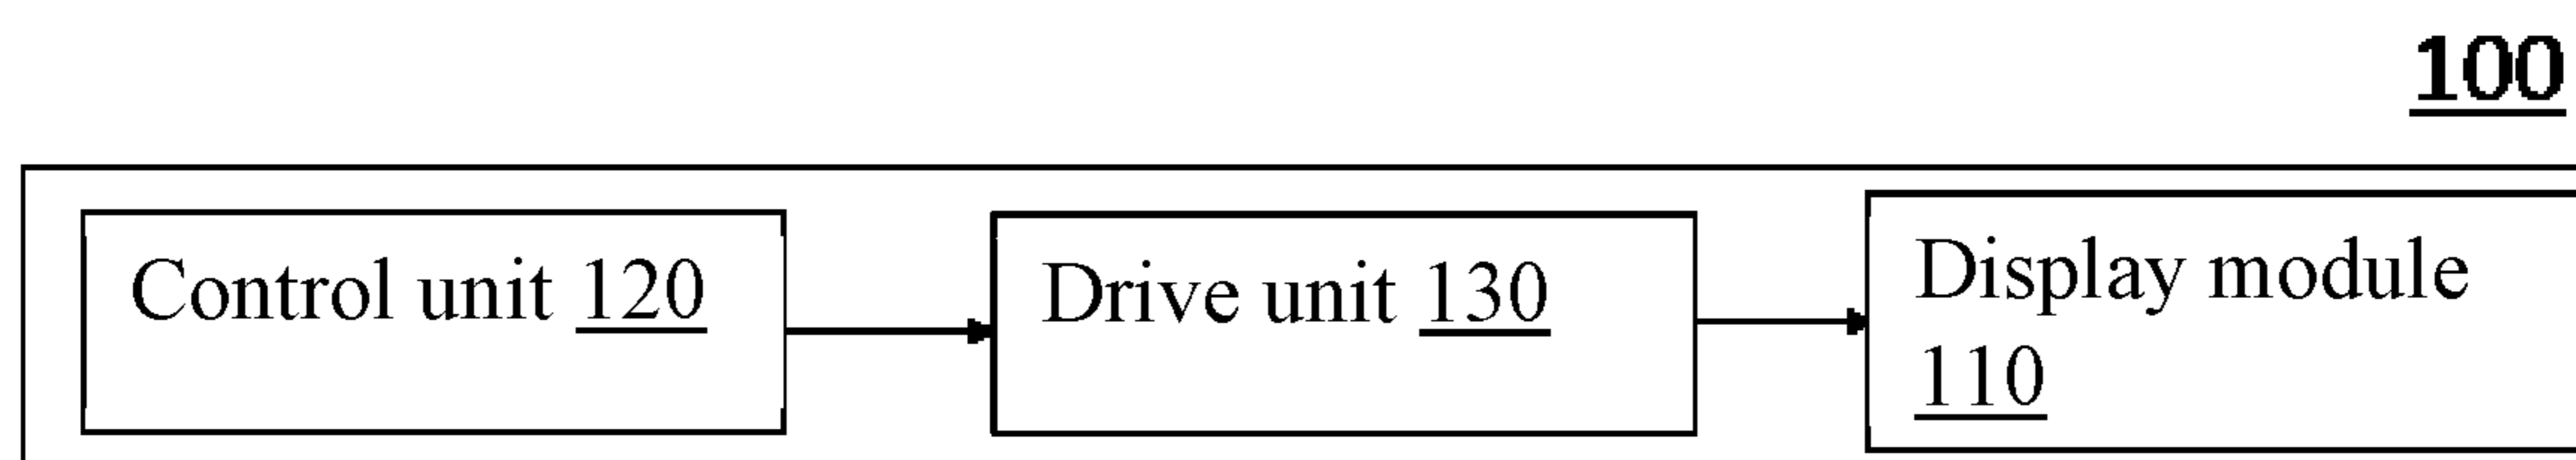 100
Control unit 120
Drive unit 130
Display module
110